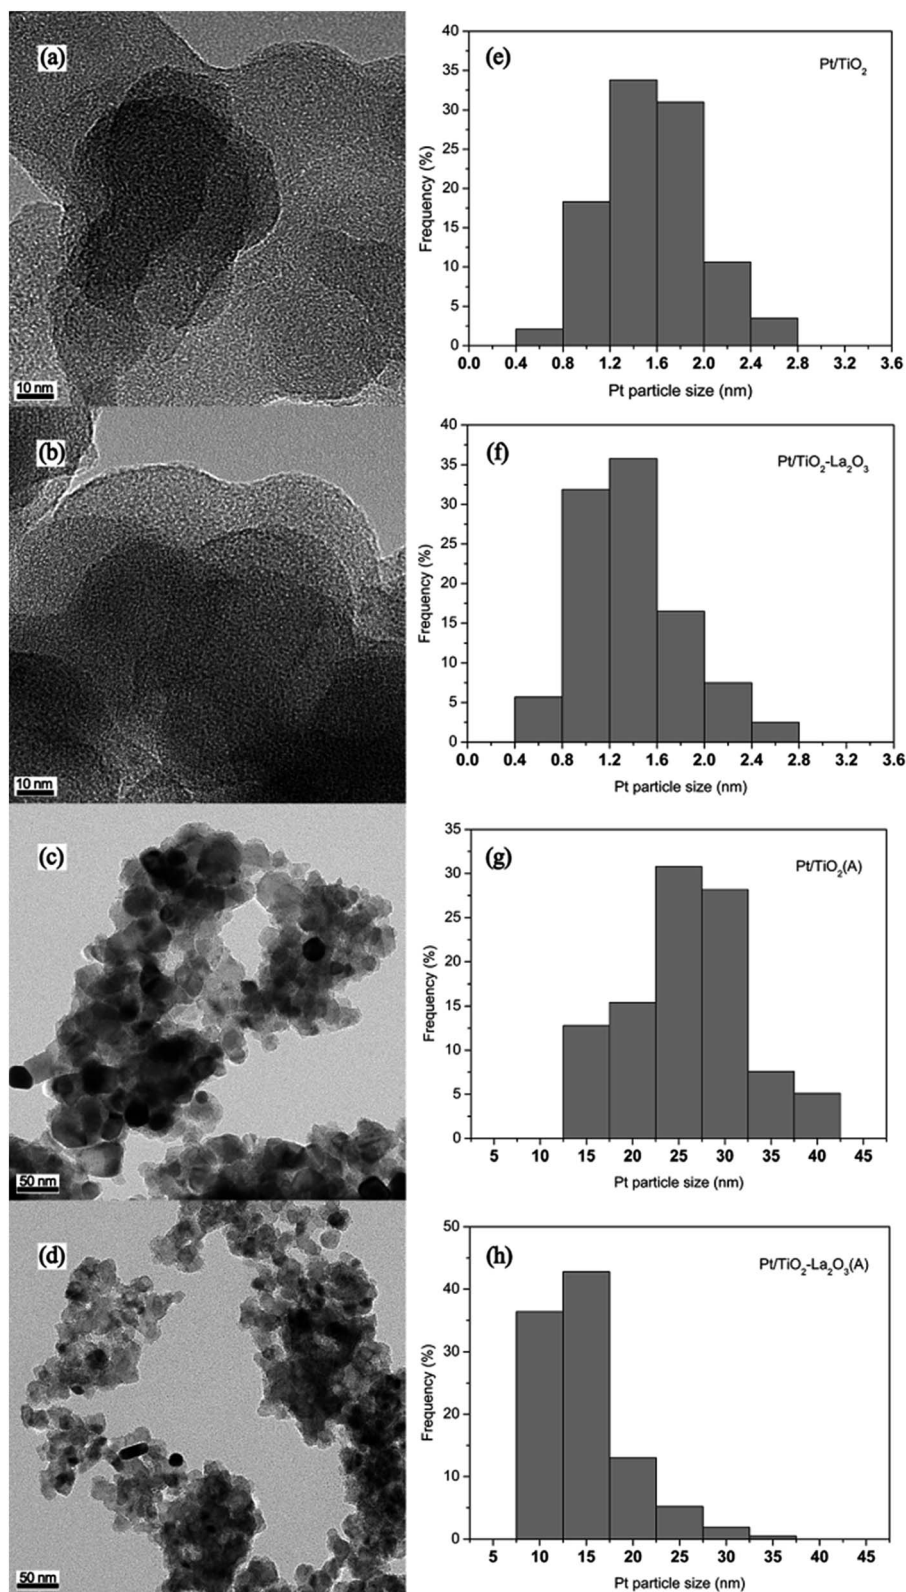 (a)
10 nm
(e)
Pt/TiO₂
Frequency (%)
40
35
30
25
20
15
10
5
0
0.0 0.4 0.8 1.2 1.6 2.0 2.4 2.8 3.2 3.6
Pt particle size (nm)
(b)
10 nm
(f)
Pt/TiO₂-La₂O₃
Frequency (%)
40
35
30
25
20
15
10
5
0
0.0 0.4 0.8 1.2 1.6 2.0 2.4 2.8 3.2 3.6
Pt particle size (nm)
(c)
50 nm
(g)
Pt/TiO₂(A)
Frequency (%)
35
30
25
20
15
10
5
0
5 10 15 20 25 30 35 40 45
Pt particle size (nm)
(d)
50 nm
(h)
Pt/TiO₂-La₂O₃(A)
Frequency (%)
50
40
30
20
10
0
5 10 15 20 25 30 35 40 45
Pt particle size (nm)